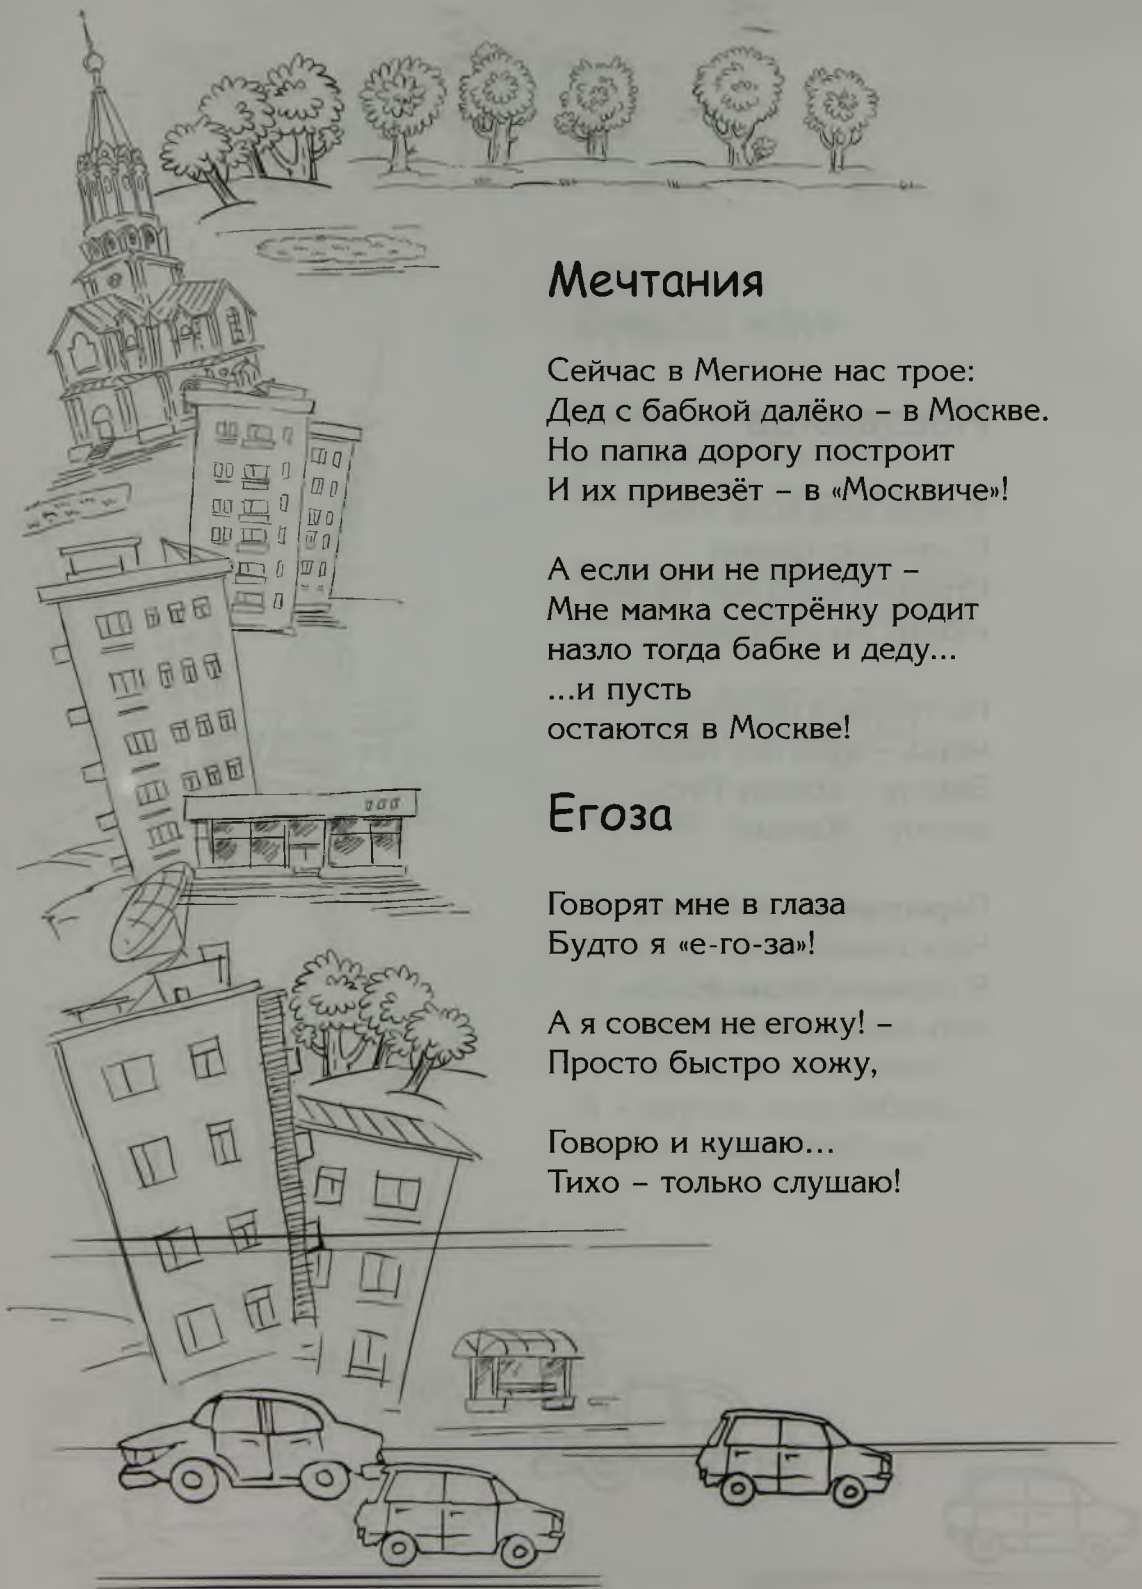 Мечтания
Сейчас в Мегионе нас трое:
Дед с бабкой далёко – в Москве.
Но папка дорогу построит
И их привезёт – в «Москвиче»!
А если они не приедут –
Мне мамка сестрёнку родит
назло тогда бабке и деду...
...и пусть
остаются в Москве!
Егоза
Говорят мне в глаза
Будто я «е-го-за»!
А я совсем не егожу! –
Просто быстро хожу,
Говорю и кушаю...
Тихо – только слушаю!